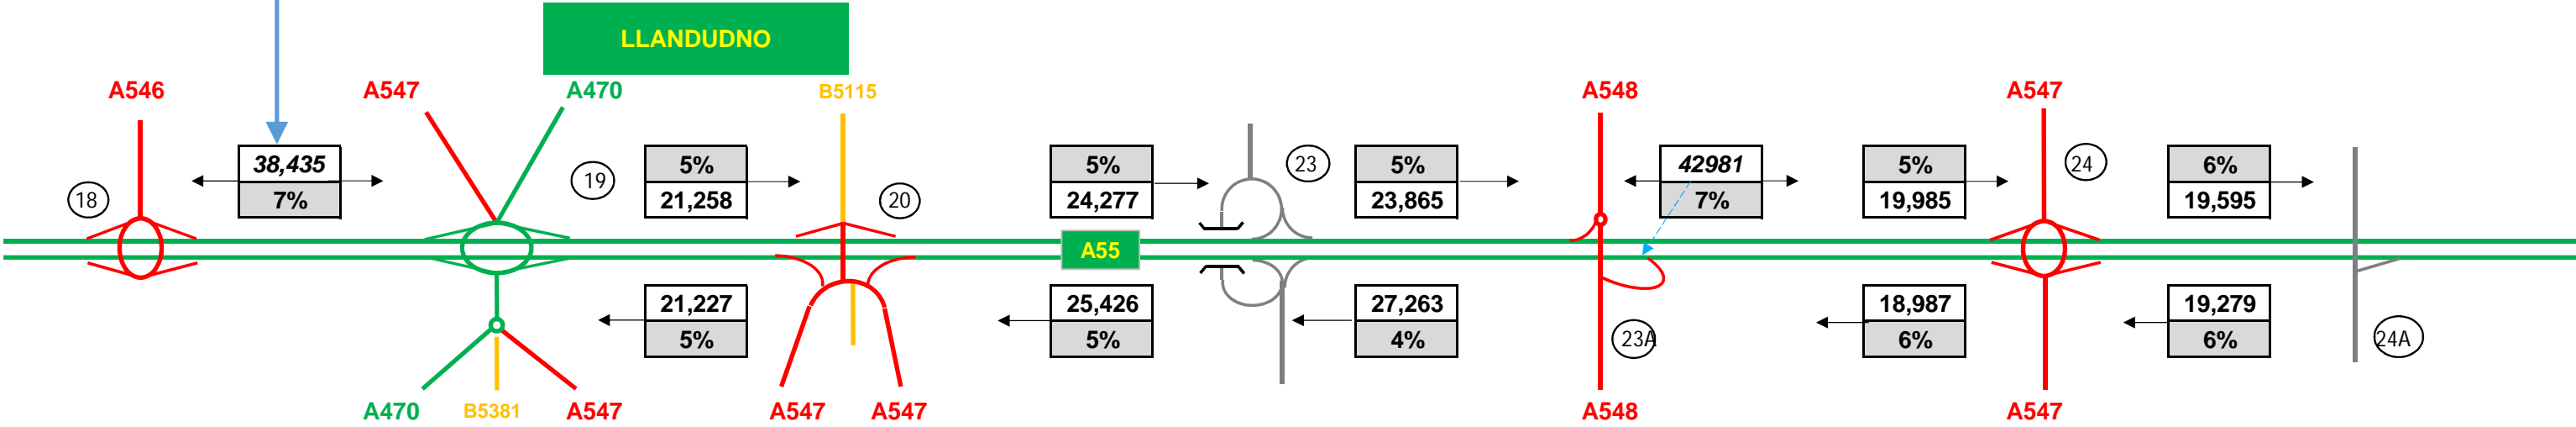 LLANDUDNO
A546
A547
A470
B5115
A548
A547
38,435
7%
5%
21,258
5%
24,277
5%
23,865
42981
7%
5%
19,985
6%
19,595
18
19
20
23
24
A55
21,227
5%
25,426
5%
27,263
4%
23A
18,987
6%
19,279
6%
24A
A470
B5381
A547
A547
A547
A548
A547